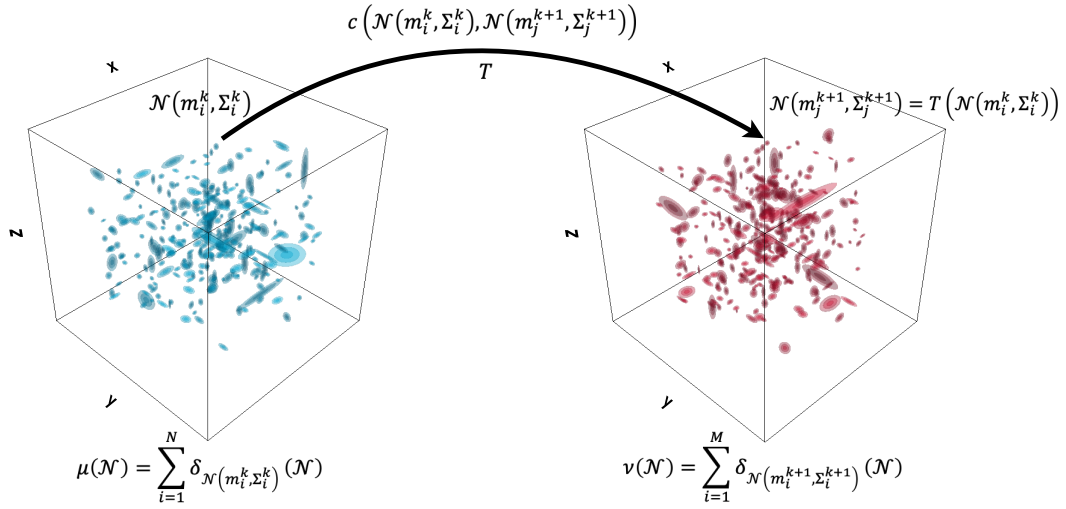 c(𝒩(m_i^k, Σ_i^k), 𝒩(m_j^{k+1}, Σ_j^{k+1}))
T
x
x
𝒩(m_i^k, Σ_i^k)
𝒩(m_j^{k+1}, Σ_j^{k+1}) = T(𝒩(m_i^k, Σ_i^k))
z
z
y
y
μ(𝒩) = ∑_{i=1}^{N} δ_{𝒩(m_i^k, Σ_i^k)}(𝒩)
ν(𝒩) = ∑_{i=1}^{M} δ_{𝒩(m_i^{k+1}, Σ_i^{k+1})}(𝒩)